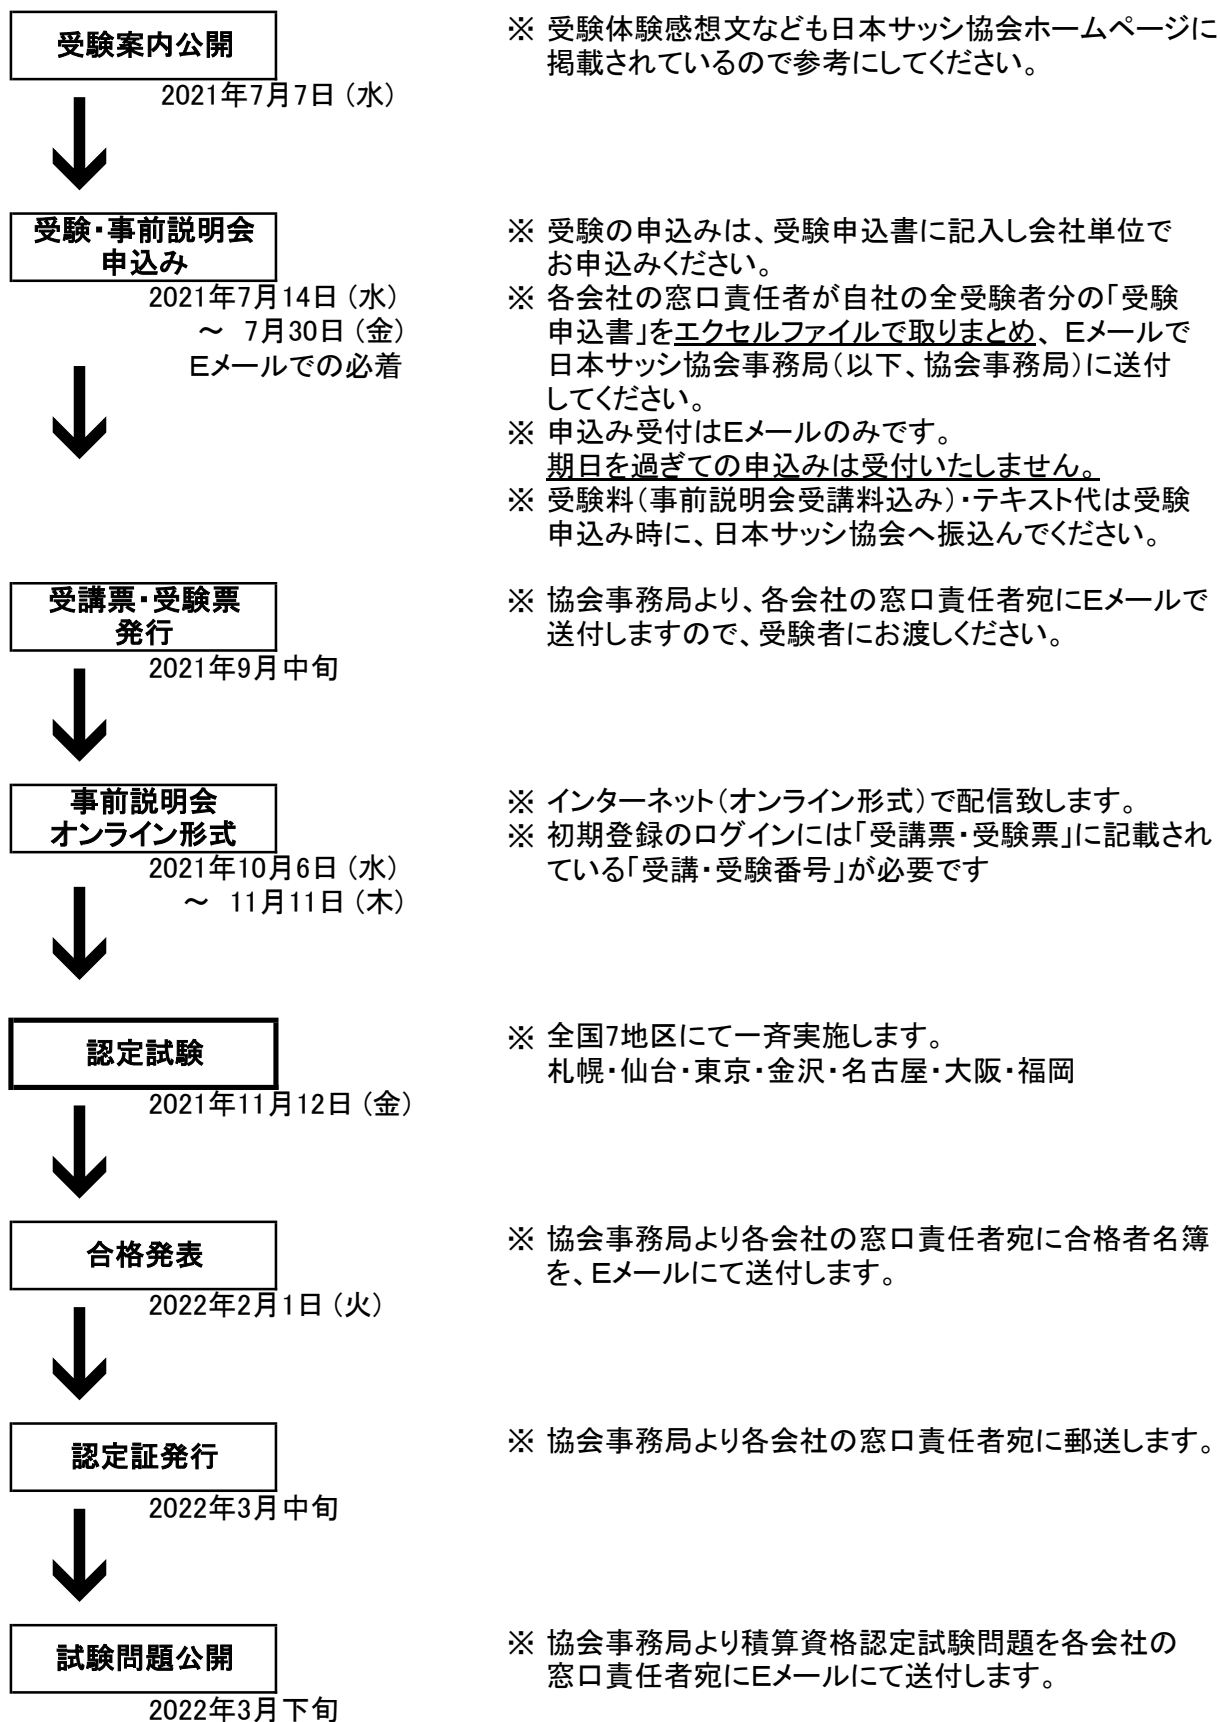 受験案内公開
2021年7月7日（水）
※ 受験体験感想文なども日本サッシ協会ホームページに
掲載されているので参考にしてください。
受験・事前説明会
申込み
2021年7月14日（水）
～ 7月30日（金）
Eメールでの必着
※ 受験の申込みは、受験申込書に記入し会社単位で
お申込みください。
※ 各会社の窓口責任者が自社の全受験者分の「受験
申込書」をエクセルファイルで取りまとめ、Eメールで
日本サッシ協会事務局（以下、協会事務局）に送付
してください。
※ 申込み受付はEメールのみです。
期日を過ぎての申込みは受付いたしません。
※ 受験料（事前説明会受講料込み）・テキスト代は受験
申込み時に、日本サッシ協会へ振込んでください。
受講票・受験票
発行
2021年9月中旬
※ 協会事務局より、各会社の窓口責任者宛にEメールで
送付しますので、受験者にお渡しください。
事前説明会
オンライン形式
2021年10月6日（水）
～ 11月11日（木）
※ インターネット（オンライン形式）で配信致します。
※ 初期登録のログインには「受講票・受験票」に記載され
ている「受講・受験番号」が必要です
認定試験
2021年11月12日（金）
※ 全国7地区にて一斉実施します。
札幌・仙台・東京・金沢・名古屋・大阪・福岡
合格発表
2022年2月1日（火）
※ 協会事務局より各会社の窓口責任者宛に合格者名簿
を、Eメールにて送付します。
認定証発行
2022年3月中旬
※ 協会事務局より各会社の窓口責任者宛に郵送します。
試験問題公開
2022年3月下旬
※ 協会事務局より積算資格認定試験問題を各会社の
窓口責任者宛にEメールにて送付します。